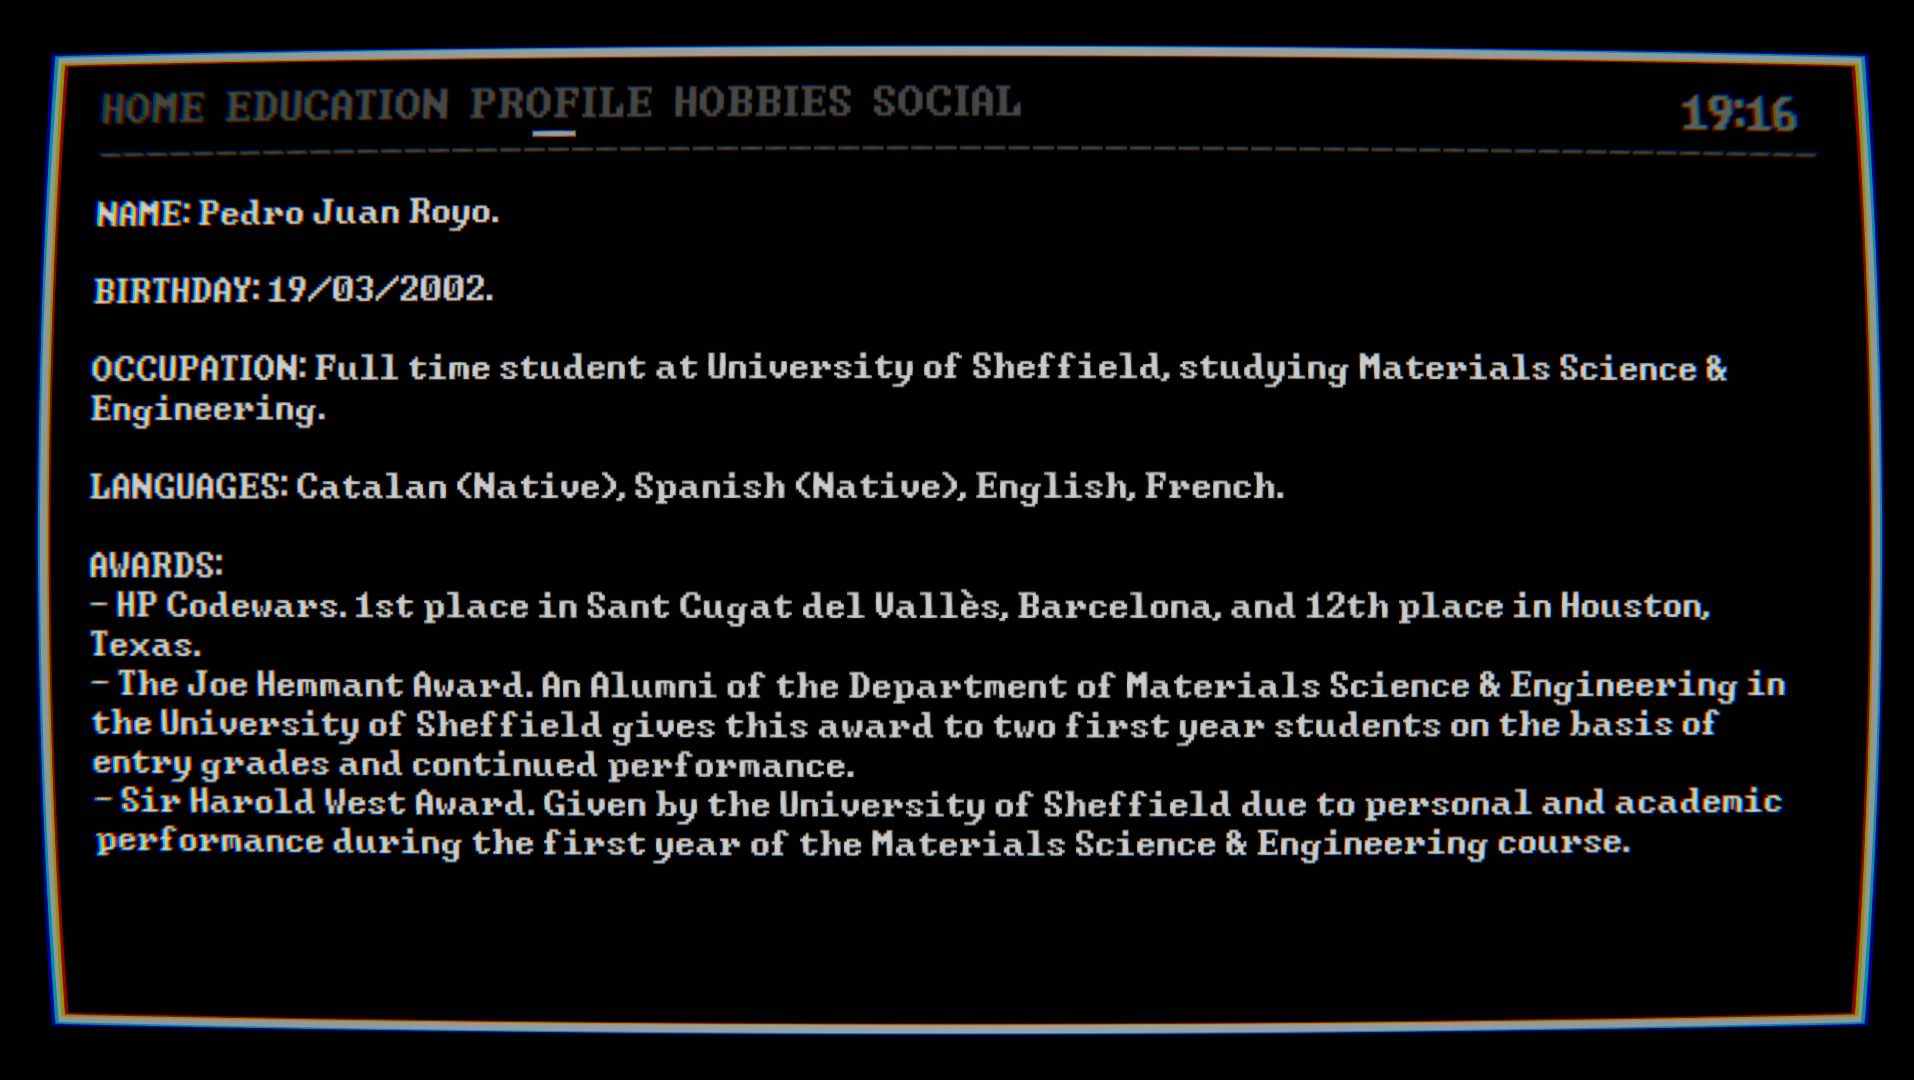 HOME EDUCATION PROFILE HOBBIES SOCIAL 19:16
NAME: Pedro Juan Royo.
BIRTHDAY: 19/03/2002.
OCCUPATION: Full time student at University of Sheffield, studying Materials Science &
Engineering.
LANGUAGES: Catalan (Native), Spanish (Native), English, French.
AWARDS:
- HP Codewars. 1st place in Sant Cugat del Vallès, Barcelona, and 12th place in Houston,
Texas.
- The Joe Hemmant Award. An Alumni of the Department of Materials Science & Engineering in
the University of Sheffield gives this award to two first year students on the basis of
entry grades and continued performance.
- Sir Harold West Award. Given by the University of Sheffield due to personal and academic
performance during the first year of the Materials Science & Engineering course.